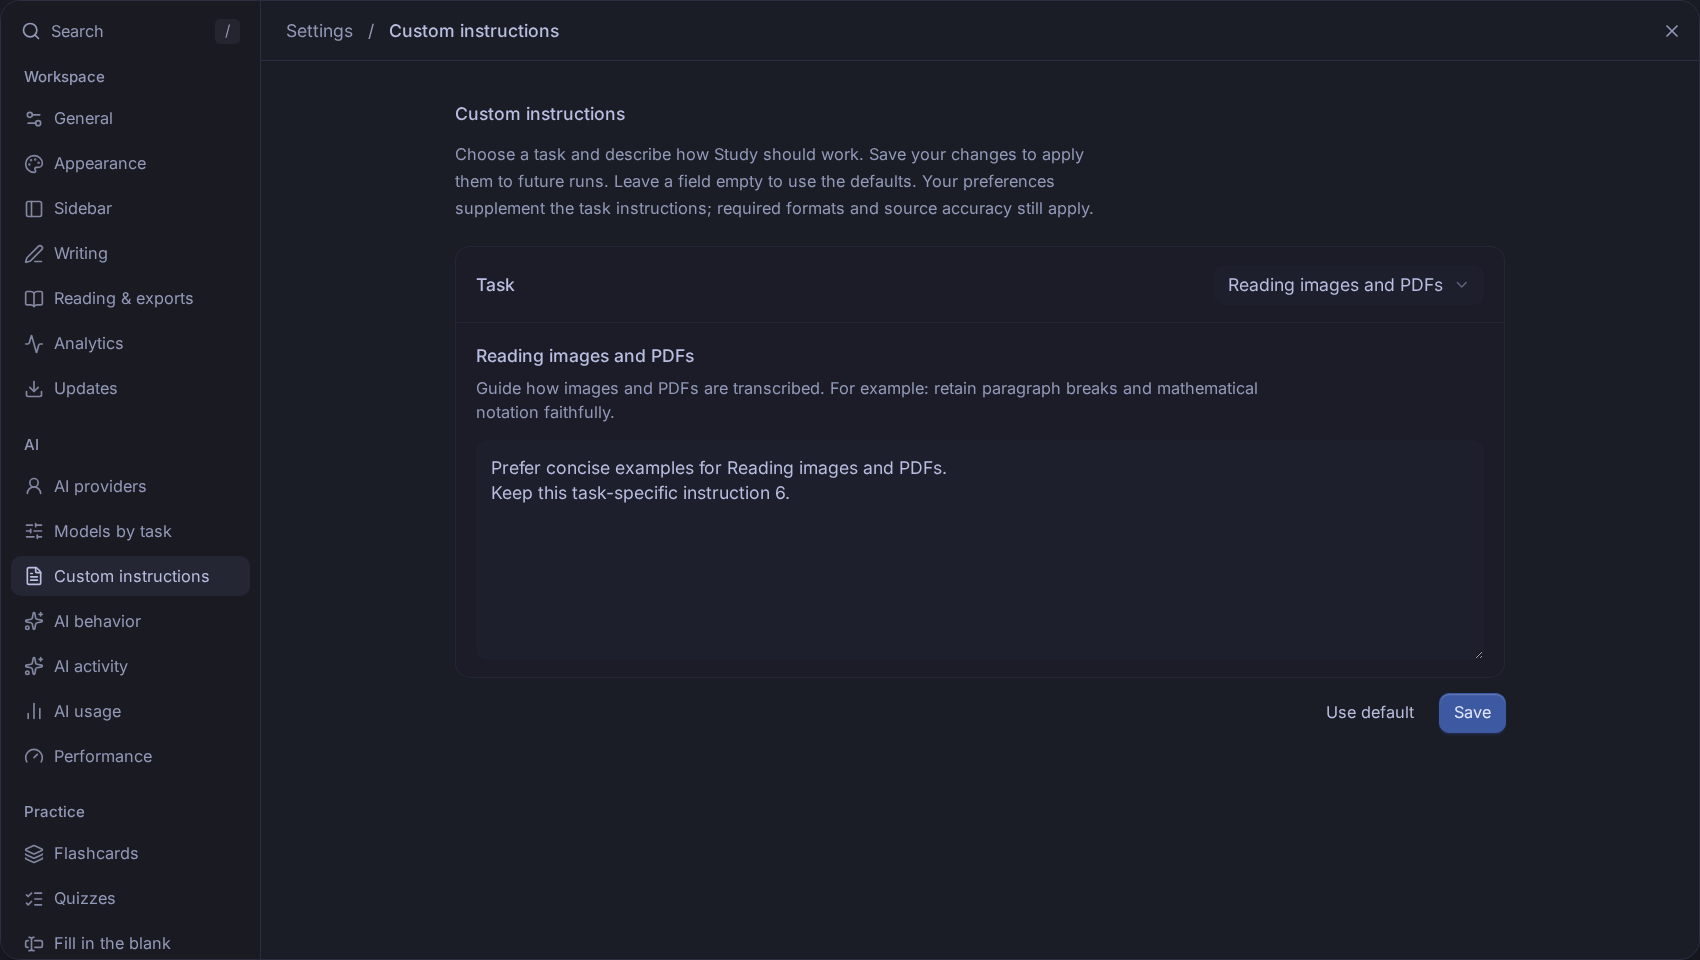 Search /
Workspace
General
Appearance
Sidebar
Writing
Reading & exports
Analytics
Updates
AI
AI providers
Models by task
Custom instructions
AI behavior
AI activity
AI usage
Performance
Practice
Flashcards
Quizzes
Fill in the blank
Settings / Custom instructions
Custom instructions
Choose a task and describe how Study should work. Save your changes to apply
them to future runs. Leave a field empty to use the defaults. Your preferences
supplement the task instructions; required formats and source accuracy still apply.
Task
Reading images and PDFs
Reading images and PDFs
Guide how images and PDFs are transcribed. For example: retain paragraph breaks and mathematical
notation faithfully.
Prefer concise examples for Reading images and PDFs.
Keep this task-specific instruction 6.
Use default
Save